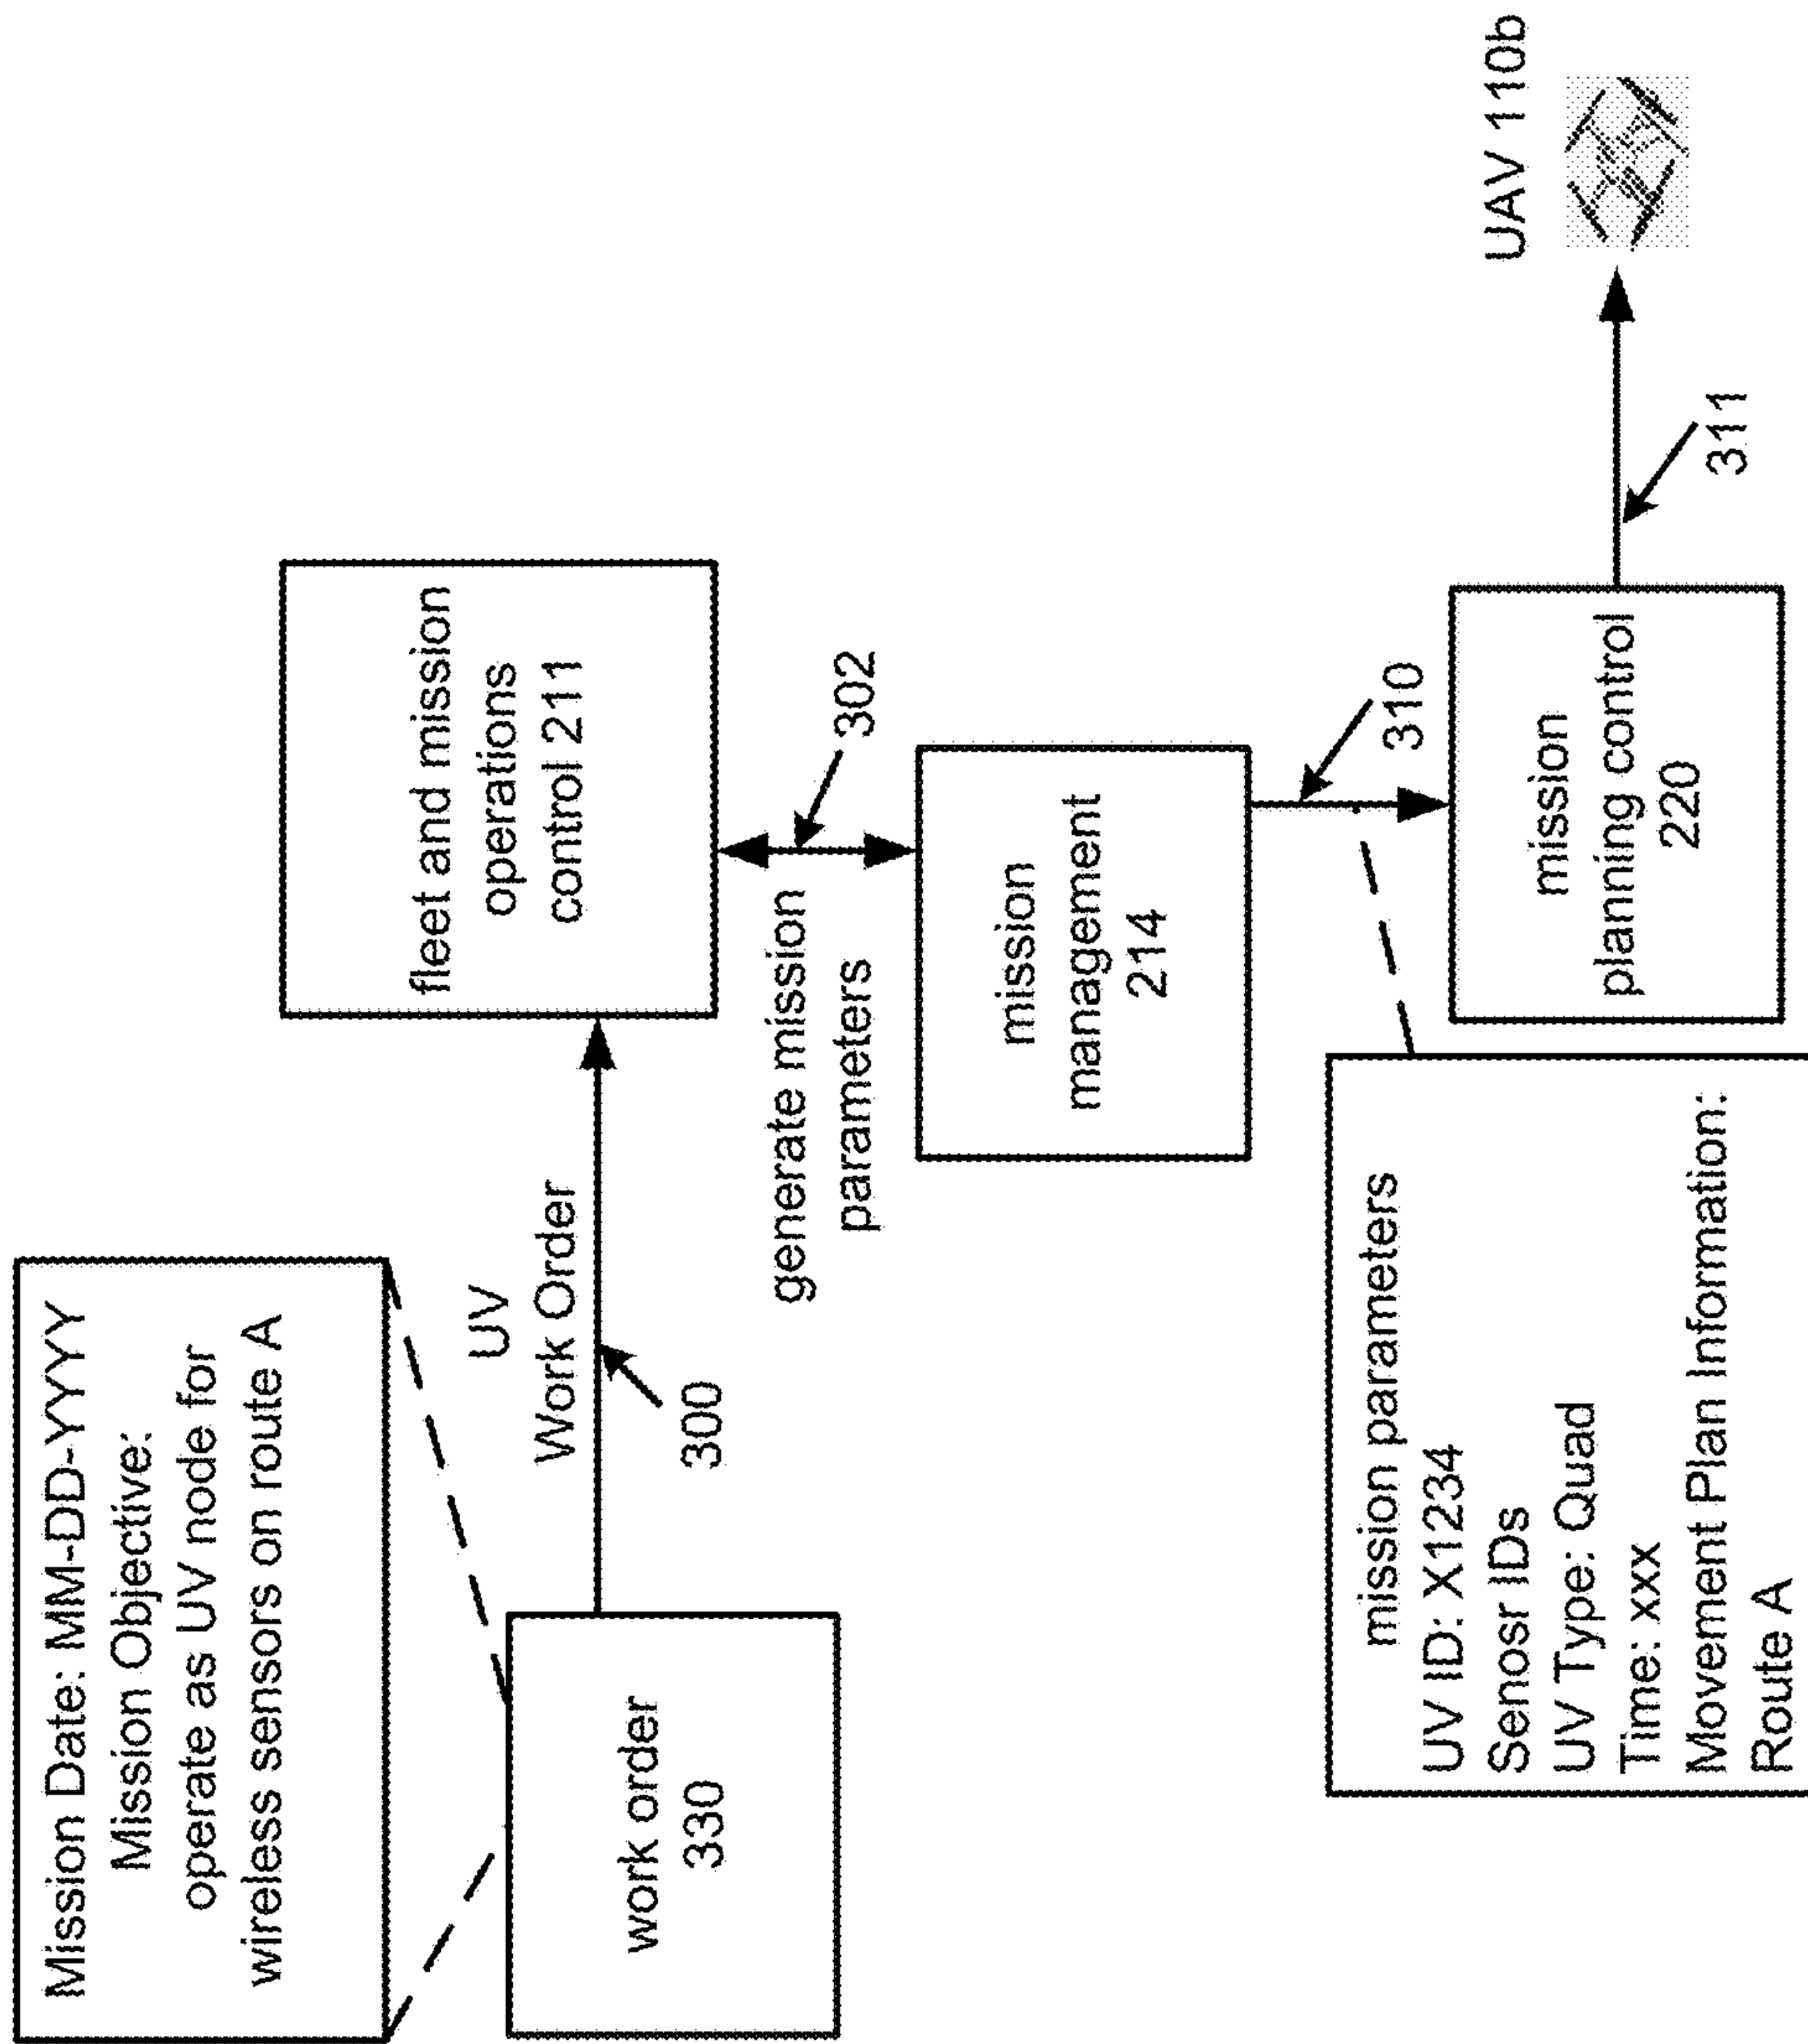 Mission Date: MM-DD-YYYY
Mission Objective:
operate as UV node for
wireless sensors on route A
work order
330
UV
Work Order
300
fleet and mission
operations
control 211
generate mission
parameters
302
mission
management
214
310
mission parameters
UV ID: X1234
Senosr IDs
UV Type: Quad
Time: xxx
Movement Plan Information:
Route A
mission
planning control
220
311
UAV 110b